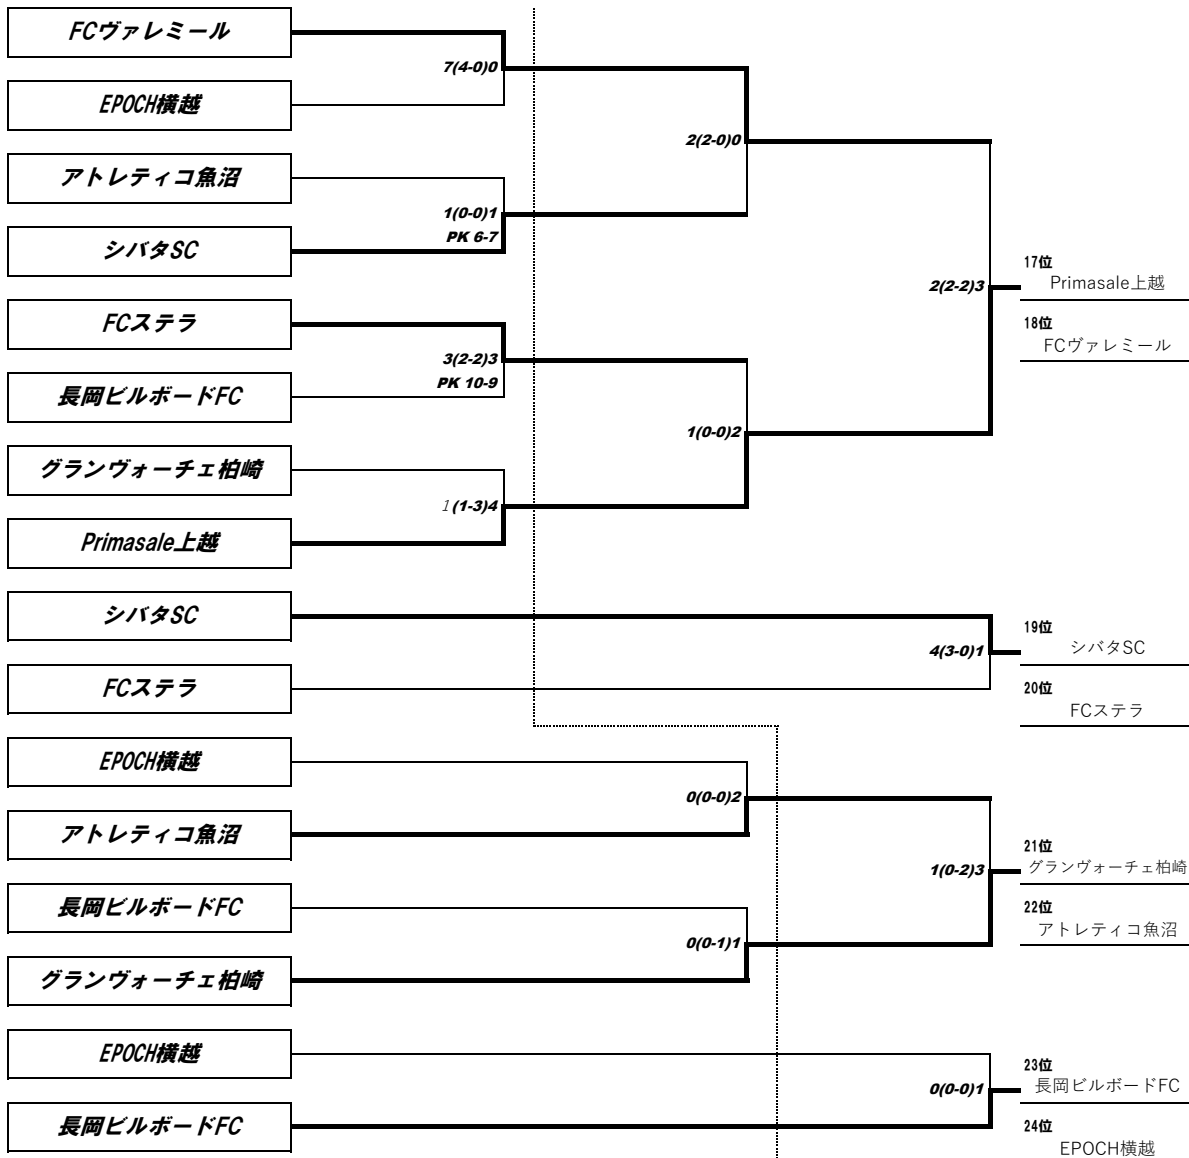 FCヴァレミール
7(4-0)0
EPOCH横越
2(2-0)0
アトレティコ魚沼
1(0-0)1
PK 6-7
シバタSC
17位
Primasale上越
2(2-2)3
18位
FCヴァレミール
FCステラ
3(2-2)3
PK 10-9
長岡ビルボードFC
1(0-0)2
グランヴォーチェ柏崎
1(1-3)4
Primasale上越
シバタSC
19位
シバタSC
4(3-0)1
FCステラ
20位
FCステラ
EPOCH横越
0(0-0)2
アトレティコ魚沼
21位
グランヴォーチェ柏崎
1(0-2)3
長岡ビルボードFC
22位
アトレティコ魚沼
0(0-1)1
グランヴォーチェ柏崎
EPOCH横越
23位
長岡ビルボードFC
0(0-0)1
長岡ビルボードFC
24位
EPOCH横越